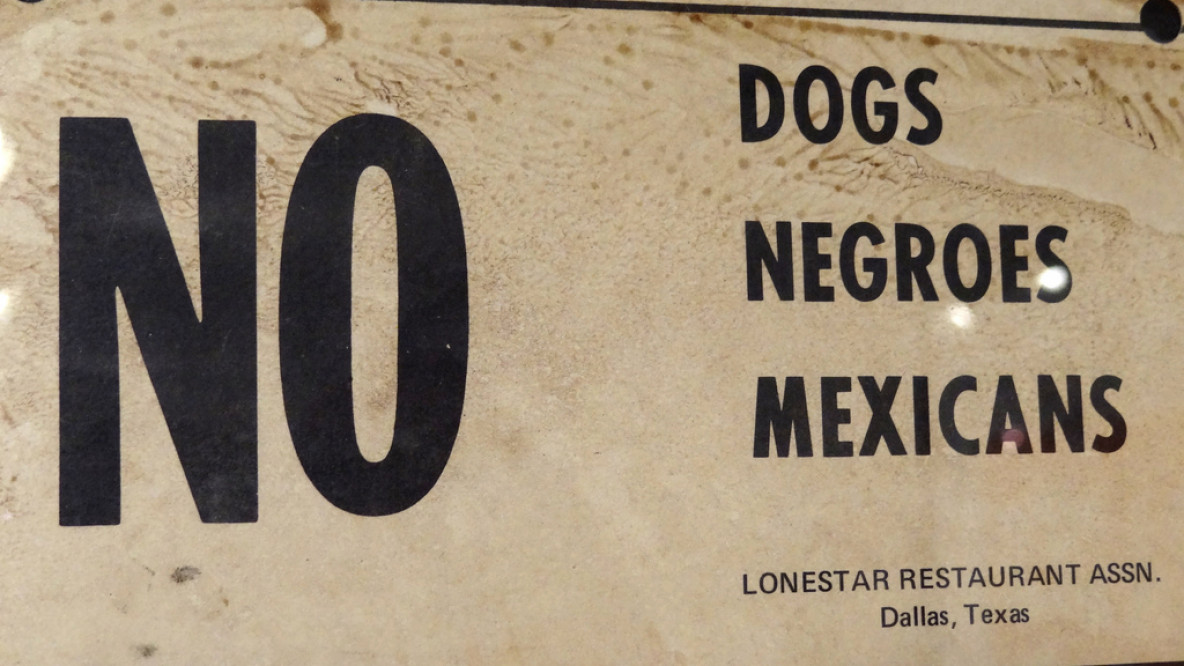 NO
DOGS
NEGROES
MEXICANS
LONESTAR RESTAURANT ASSN.
Dallas, Texas